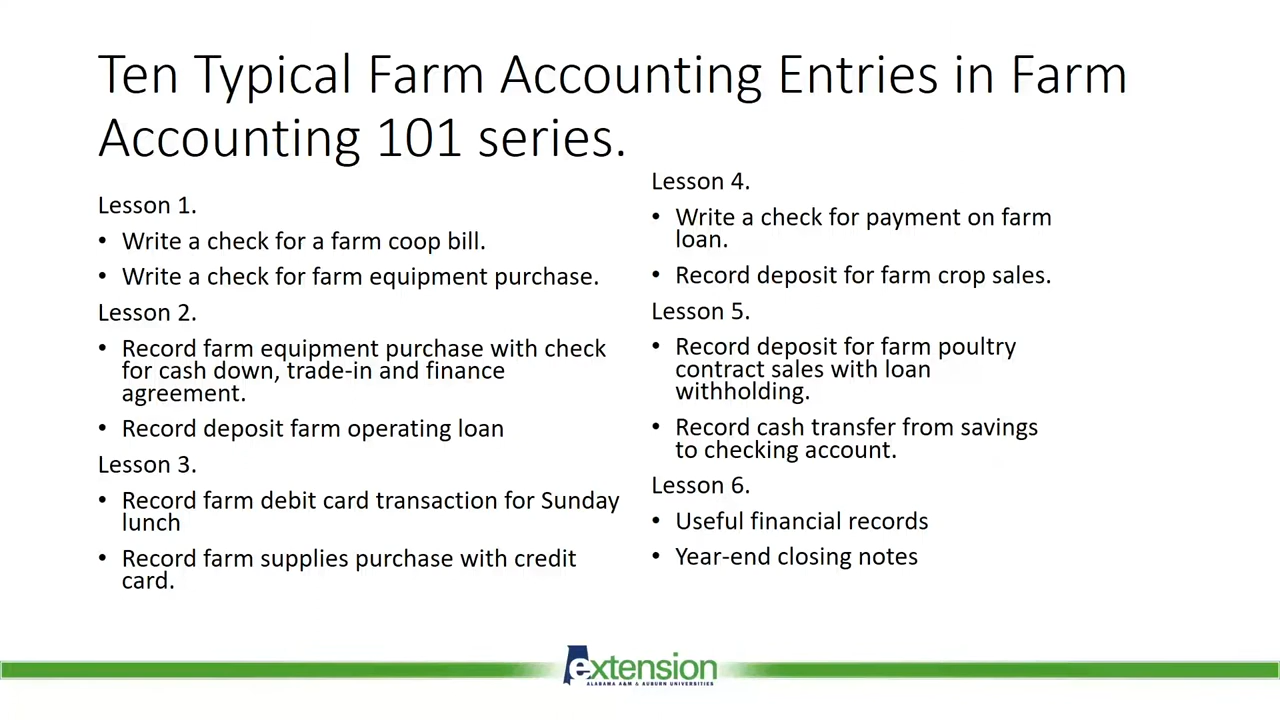 Ten Typical Farm Accounting Entries in Farm
Accounting 101 series.
Lesson 1.
• Write a check for a farm coop bill.
• Write a check for farm equipment purchase.
Lesson 2.
• Record farm equipment purchase with check
for cash down, trade-in and finance
agreement.
• Record deposit farm operating loan
Lesson 3.
• Record farm debit card transaction for Sunday
lunch
• Record farm supplies purchase with credit
card.
Lesson 4.
• Write a check for payment on farm
loan.
• Record deposit for farm crop sales.
Lesson 5.
• Record deposit for farm poultry
contract sales with loan
withholding.
• Record cash transfer from savings
to checking account.
Lesson 6.
• Useful financial records
• Year-end closing notes
extension
ALABAMA A&M & AUBURN UNIVERSITIES